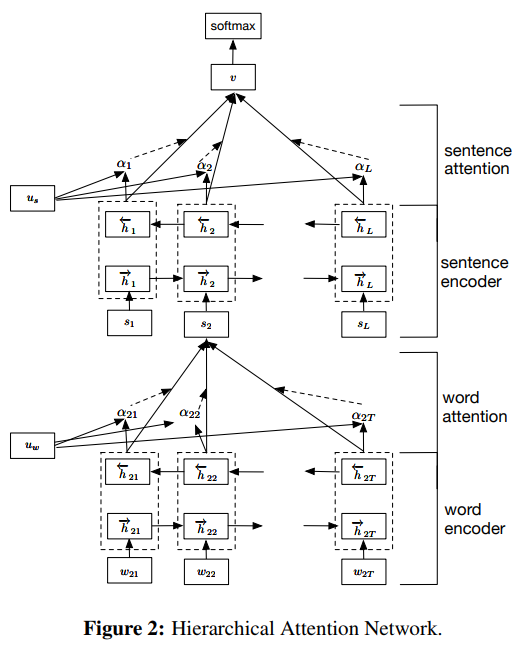 softmax
v
sentence
attention
α1 α2 αL
us
←h1 ←h2 ←hL
sentence
encoder
→h1 →h2 →hL
s1 s2 sL
word
attention
α21 α22 α2T
uw
←h21 ←h22 ←h2T
word
encoder
→h21 →h22 →h2T
w21 w22 w2T
Figure 2: Hierarchical Attention Network.